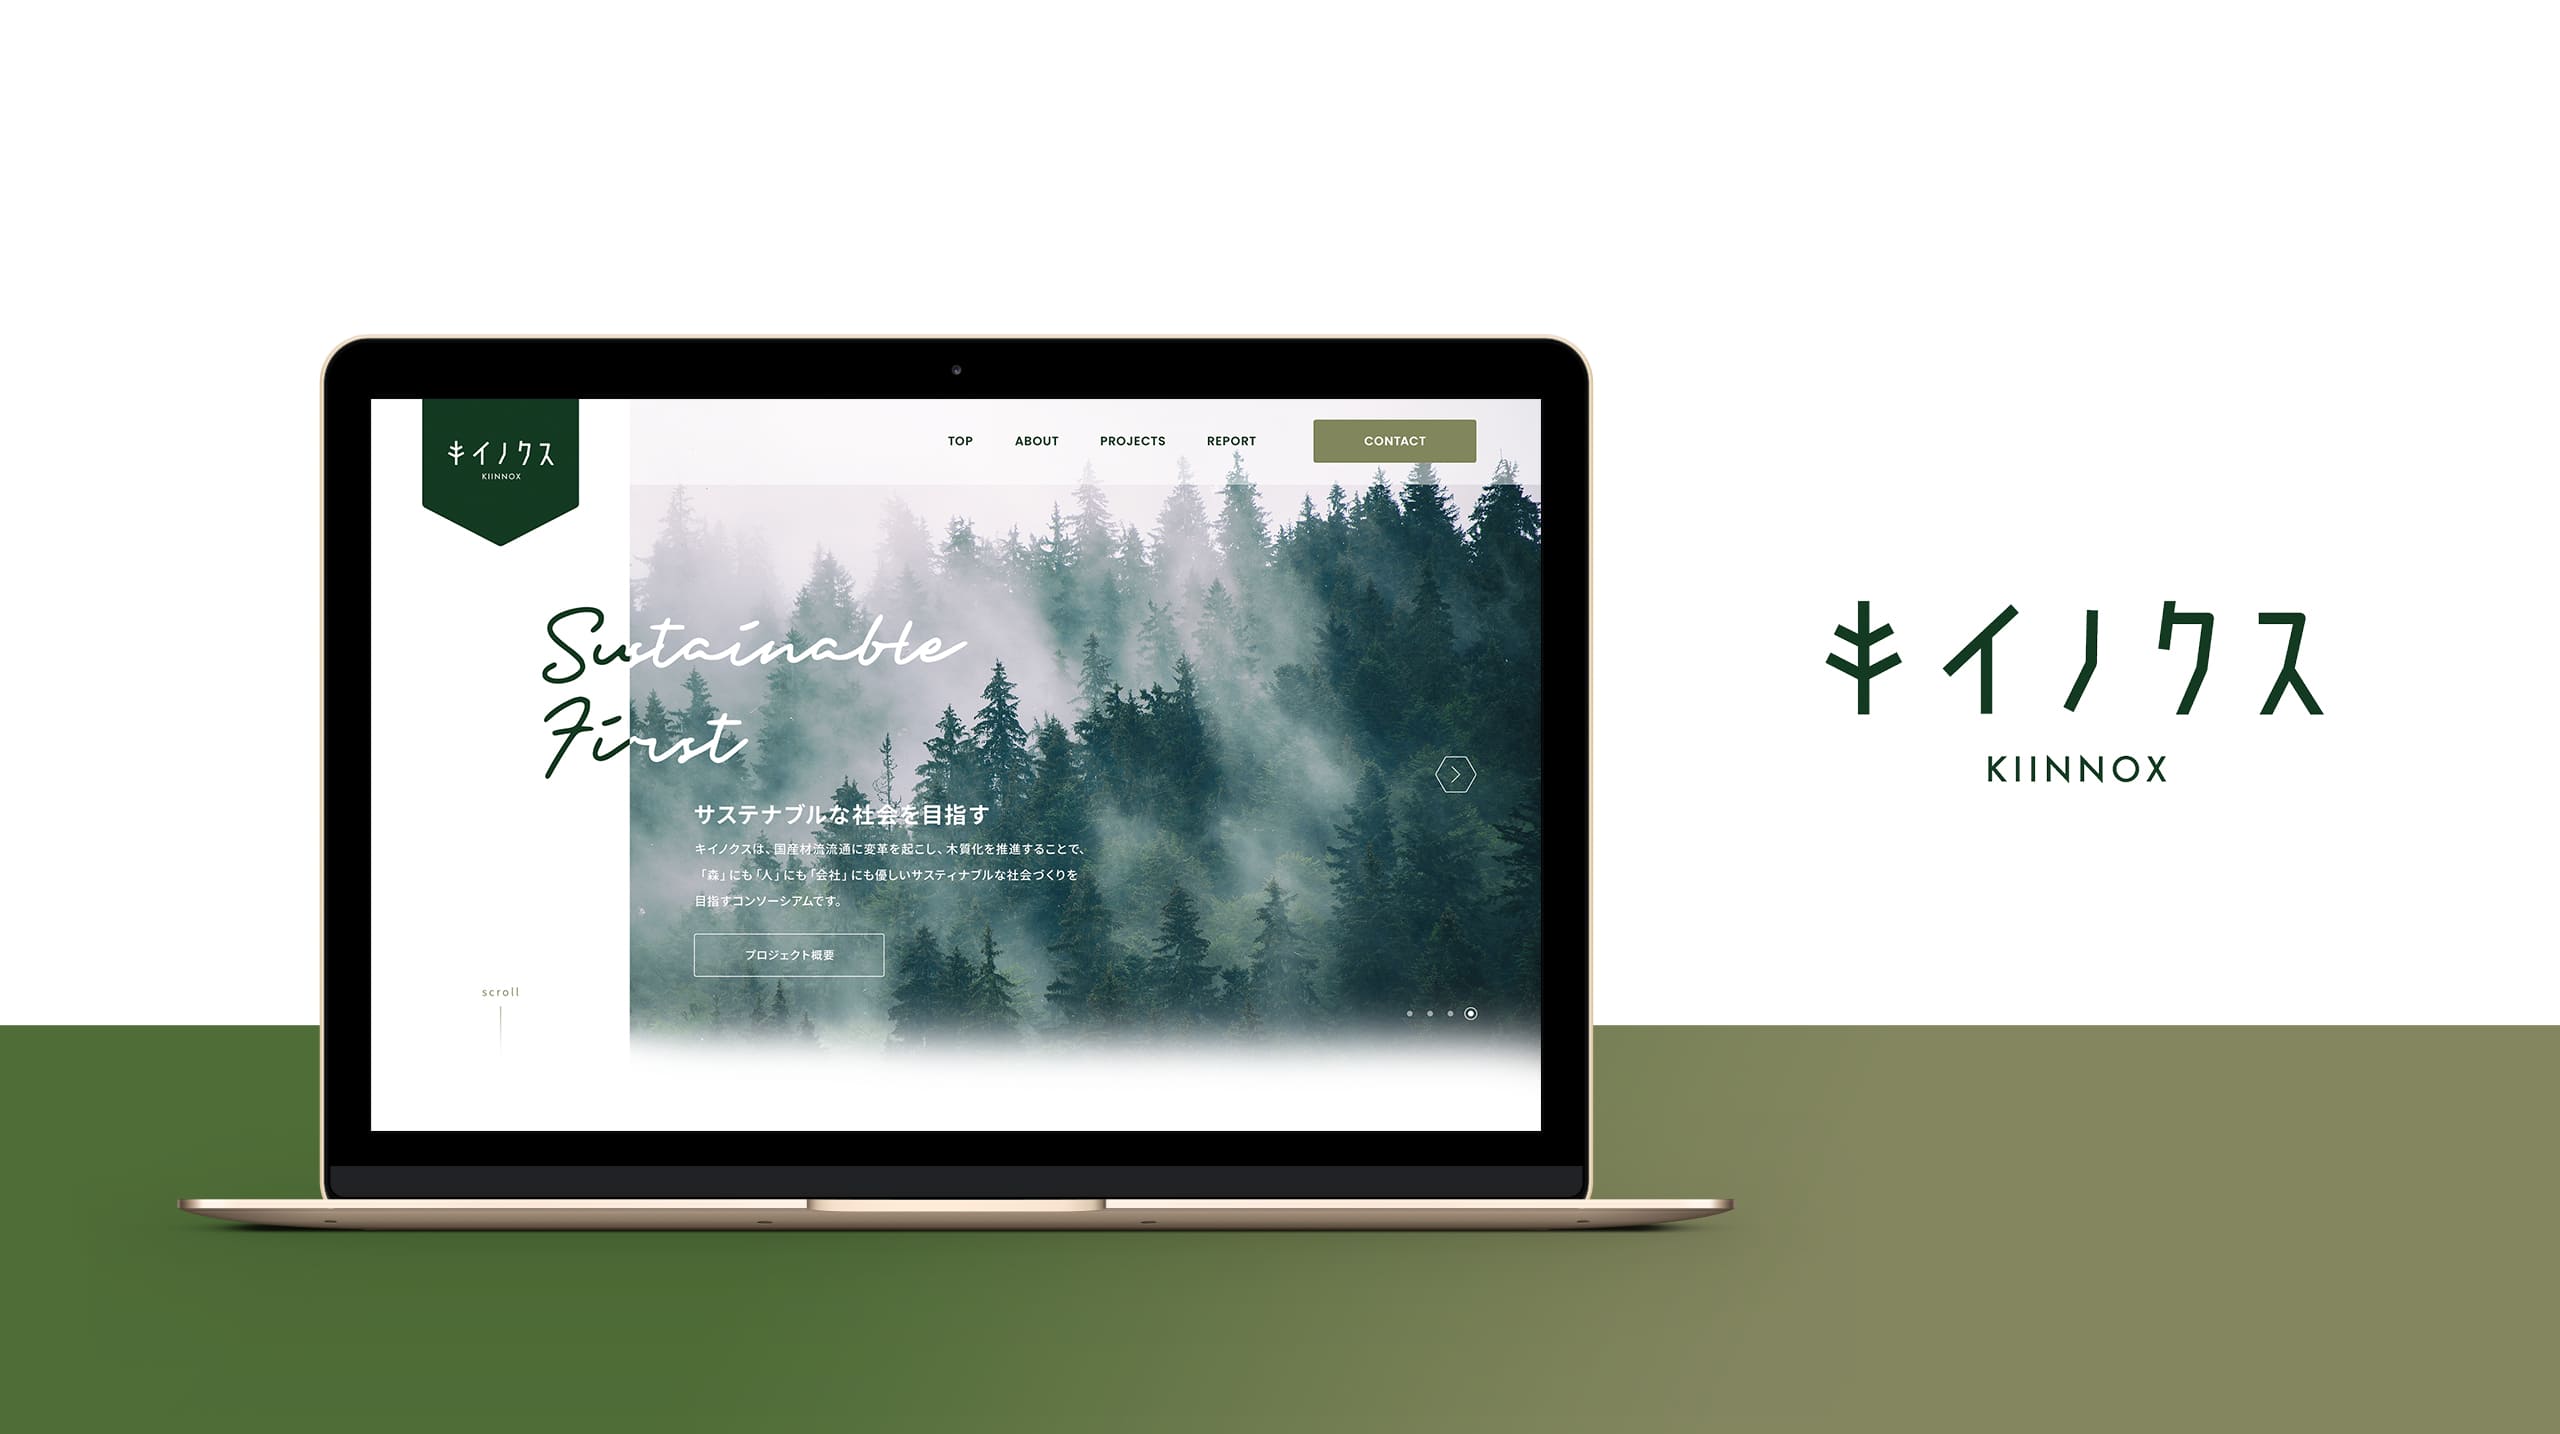 キイノクス
KIINNOX
TOP ABOUT PROJECTS REPORT CONTACT
Sustainable
First
サステナブルな社会を目指す
キイノクスは、国産材流流通に変革を起こし、木質化を推進することで、
「森」にも「人」にも「会社」にも優しいサスティナブルな社会づくりを
目指すコンソーシアムです。
プロジェクト概要
scroll
キイノクス
KIINNOX